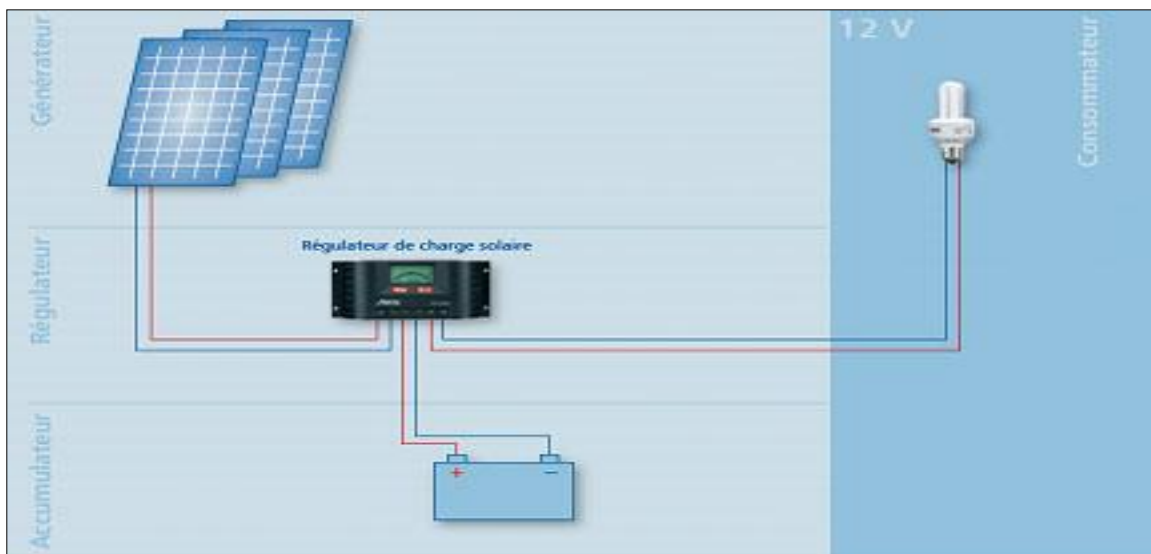 Générateur
12 V
Consommateur
Régulateur
Régulateur de charge solaire
Accumulateur
+
−